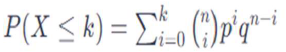 P(X ≤ k) = ∑_{i=0}^{k} \binom{n}{i} p^i q^{n−i}